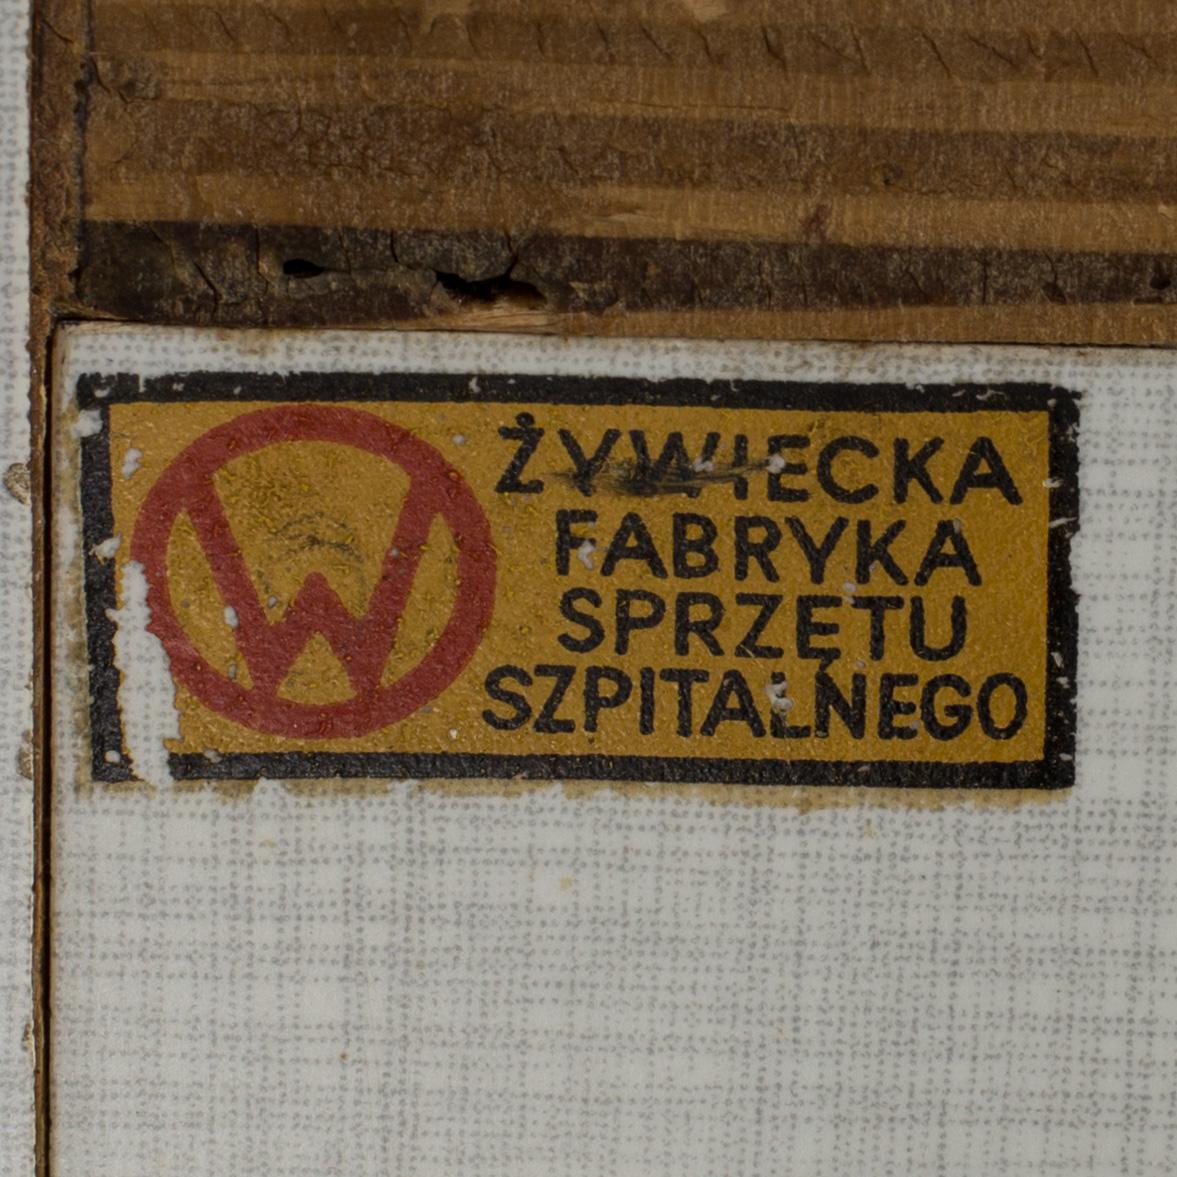 W
ŻYWIECKA
FABRYKA
SPRZĘTU
SZPITALNEGO